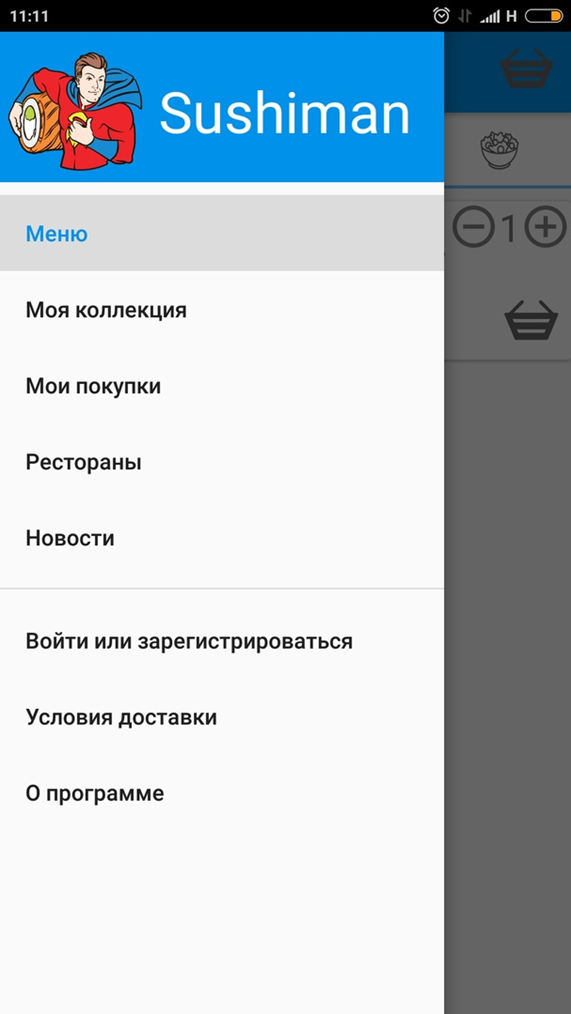 11:11
H
Sushiman
Меню
1
Моя коллекция
Мои покупки
Рестораны
Новости
Войти или зарегистрироваться
Условия доставки
О программе